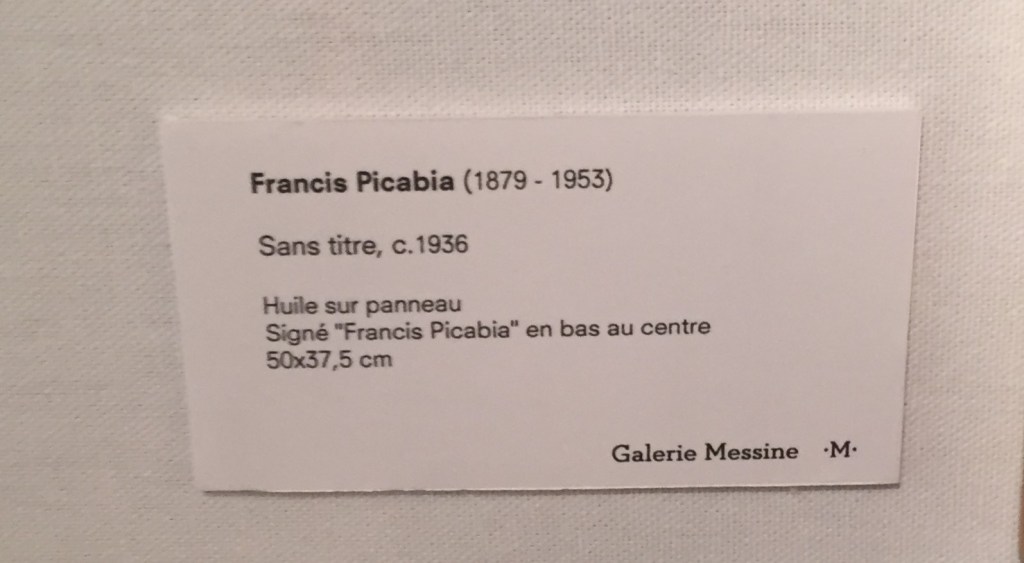 Francis Picabia (1879 - 1953)
Sans titre, c.1936
Huile sur panneau
Signé "Francis Picabia" en bas au centre
50x37,5 cm
Galerie Messine ·M·